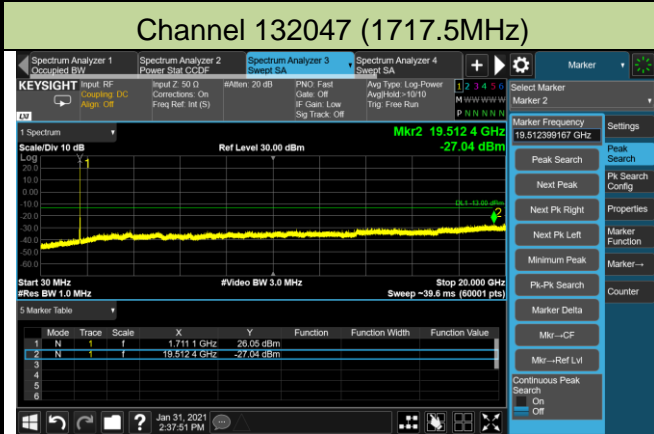 Channel 132047 (1717.5MHz)
Spectrum Analyzer 1
Occupied BW
Spectrum Analyzer 2
Power Stat CCDF
Spectrum Analyzer 3
Swept SA
Spectrum Analyzer 4
Swept SA
+
Marker
KEYSIGHT
Input: RF
Coupling: DC
Align: Off
Input Z: 50 Ω
Corrections: On
Freq Ref: Int (S)
#Atten: 20 dB
PNO: Fast
Gate: Off
IF Gain: Low
Sig Track: Off
Avg Type: Log-Power
Avg|Hold:>10/10
Trig: Free Run
1 2 3 4 5 6
M W W W W W
P N N N N N
LXI
Select Marker
Marker 2
1 Spectrum
Mkr2 19.512 4 GHz
-27.04 dBm
Scale/Div 10 dB
Ref Level 30.00 dBm
Log
20.0
10.0
0.00
-10.0
-20.0
-30.0
-40.0
-50.0
-60.0
1
2
DL1 -13.00 dBm
Start 30 MHz
#Video BW 3.0 MHz
Stop 20.000 GHz
#Res BW 1.0 MHz
Sweep ~39.6 ms (60001 pts)
5 Marker Table
Mode Trace Scale X Y Function Function Width Function Value
1 N 1 f 1.711 1 GHz 26.05 dBm
2 N 1 f 19.512 4 GHz -27.04 dBm
3
4
5
6
Marker Frequency
19.512399167 GHz
Peak Search
Next Peak
Next Pk Right
Next Pk Left
Minimum Peak
Pk-Pk Search
Marker Delta
Mkr→CF
Mkr→Ref Lvl
Continuous Peak
Search
On
Off
Settings
Peak
Search
Pk Search
Config
Properties
Marker
Function
Marker→
Counter
?
Jan 31, 2021
2:37:51 PM